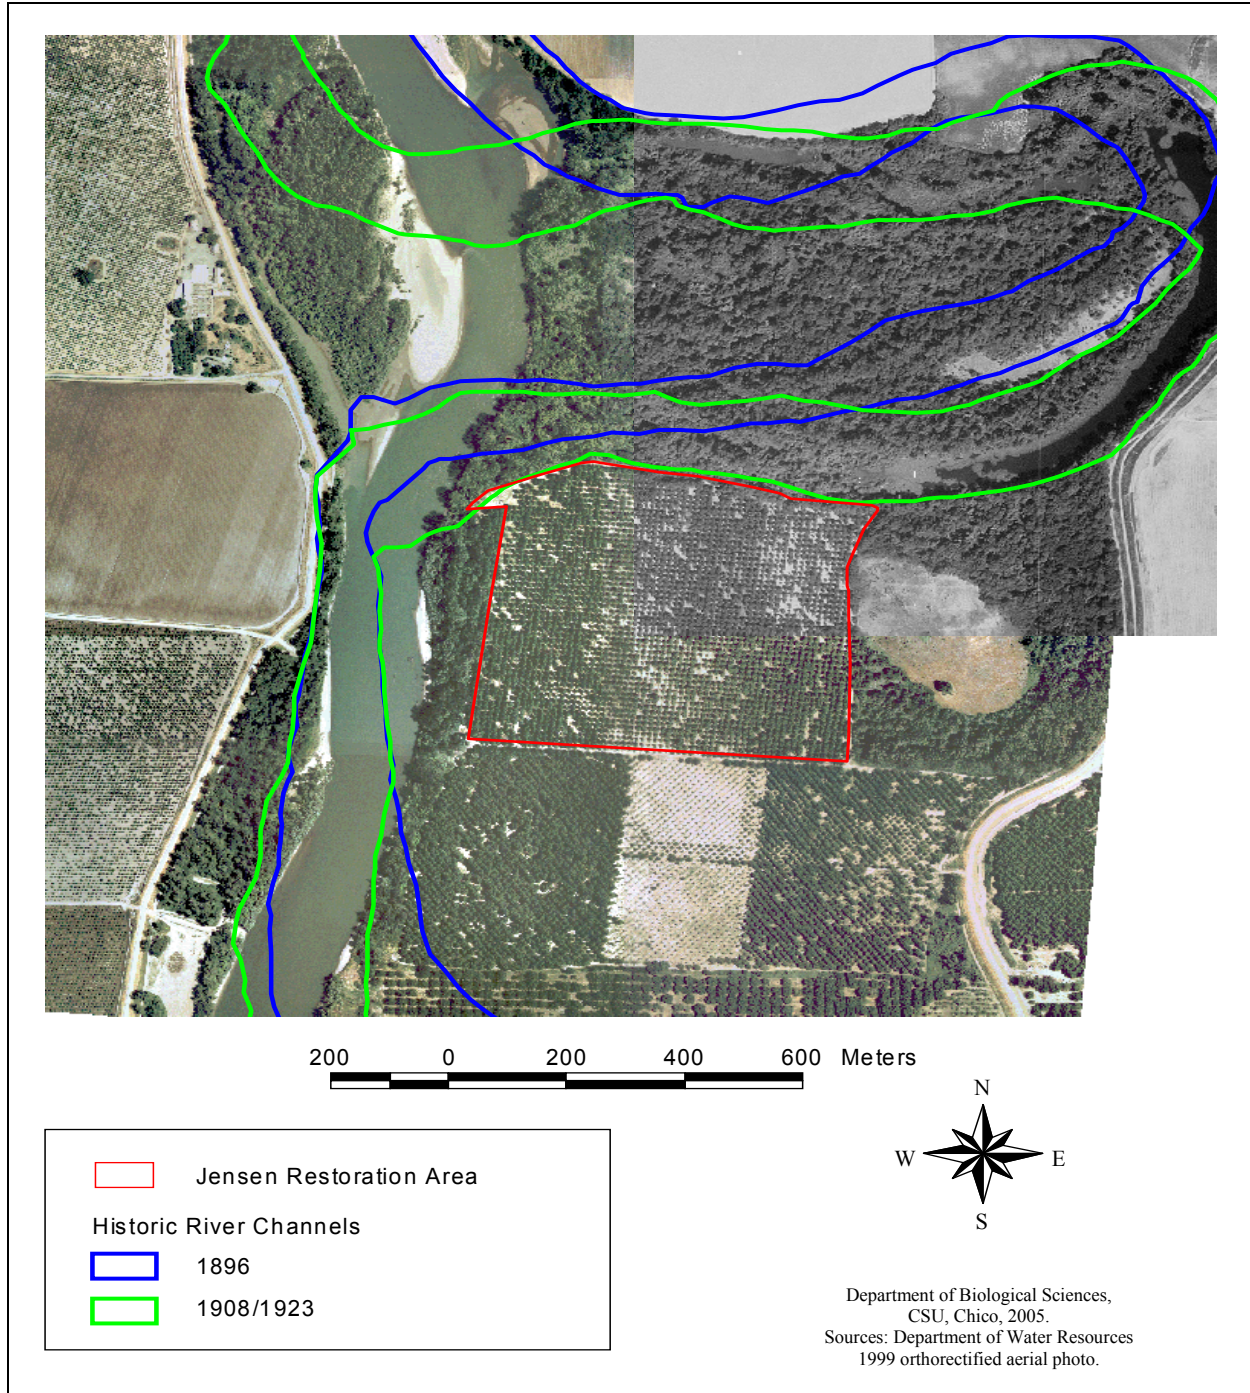 200 0 200 400 600 Meters
N
W E
S
Jensen Restoration Area
Historic River Channels
1896
1908/1923
Department of Biological Sciences,
CSU, Chico, 2005.
Sources: Department of Water Resources
1999 orthorectified aerial photo.